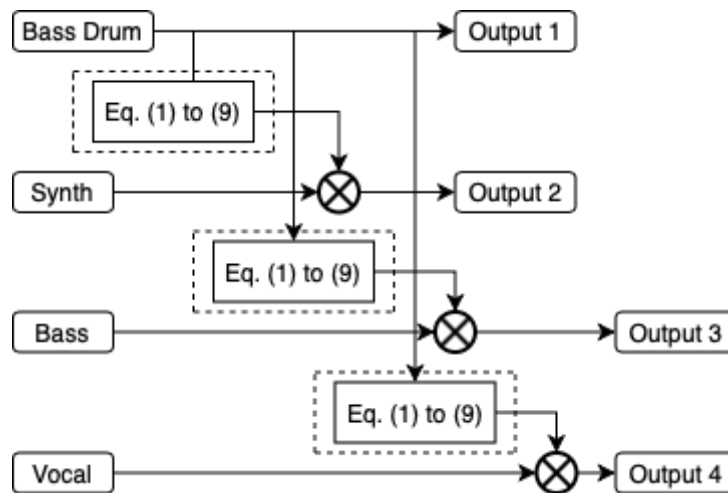 Bass Drum
Output 1
Eq. (1) to (9)
Synth
Output 2
Eq. (1) to (9)
Bass
Output 3
Eq. (1) to (9)
Vocal
Output 4